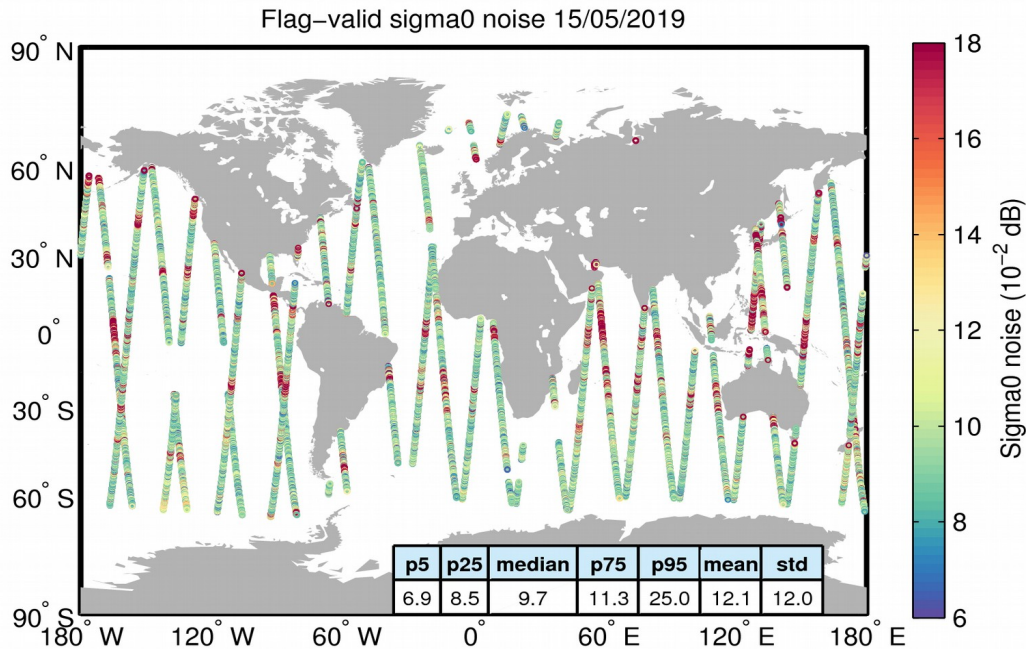 Flag−valid sigma0 noise 15/05/2019
90° N
60° N
30° N
0°
30° S
60° S
90° S
180° W 120° W 60° W 0° 60° E 120° E 180° E
p5 p25 median p75 p95 mean std
6.9 8.5 9.7 11.3 25.0 12.1 12.0
18
16
14
12
10
8
6
Sigma0 noise (10⁻² dB)